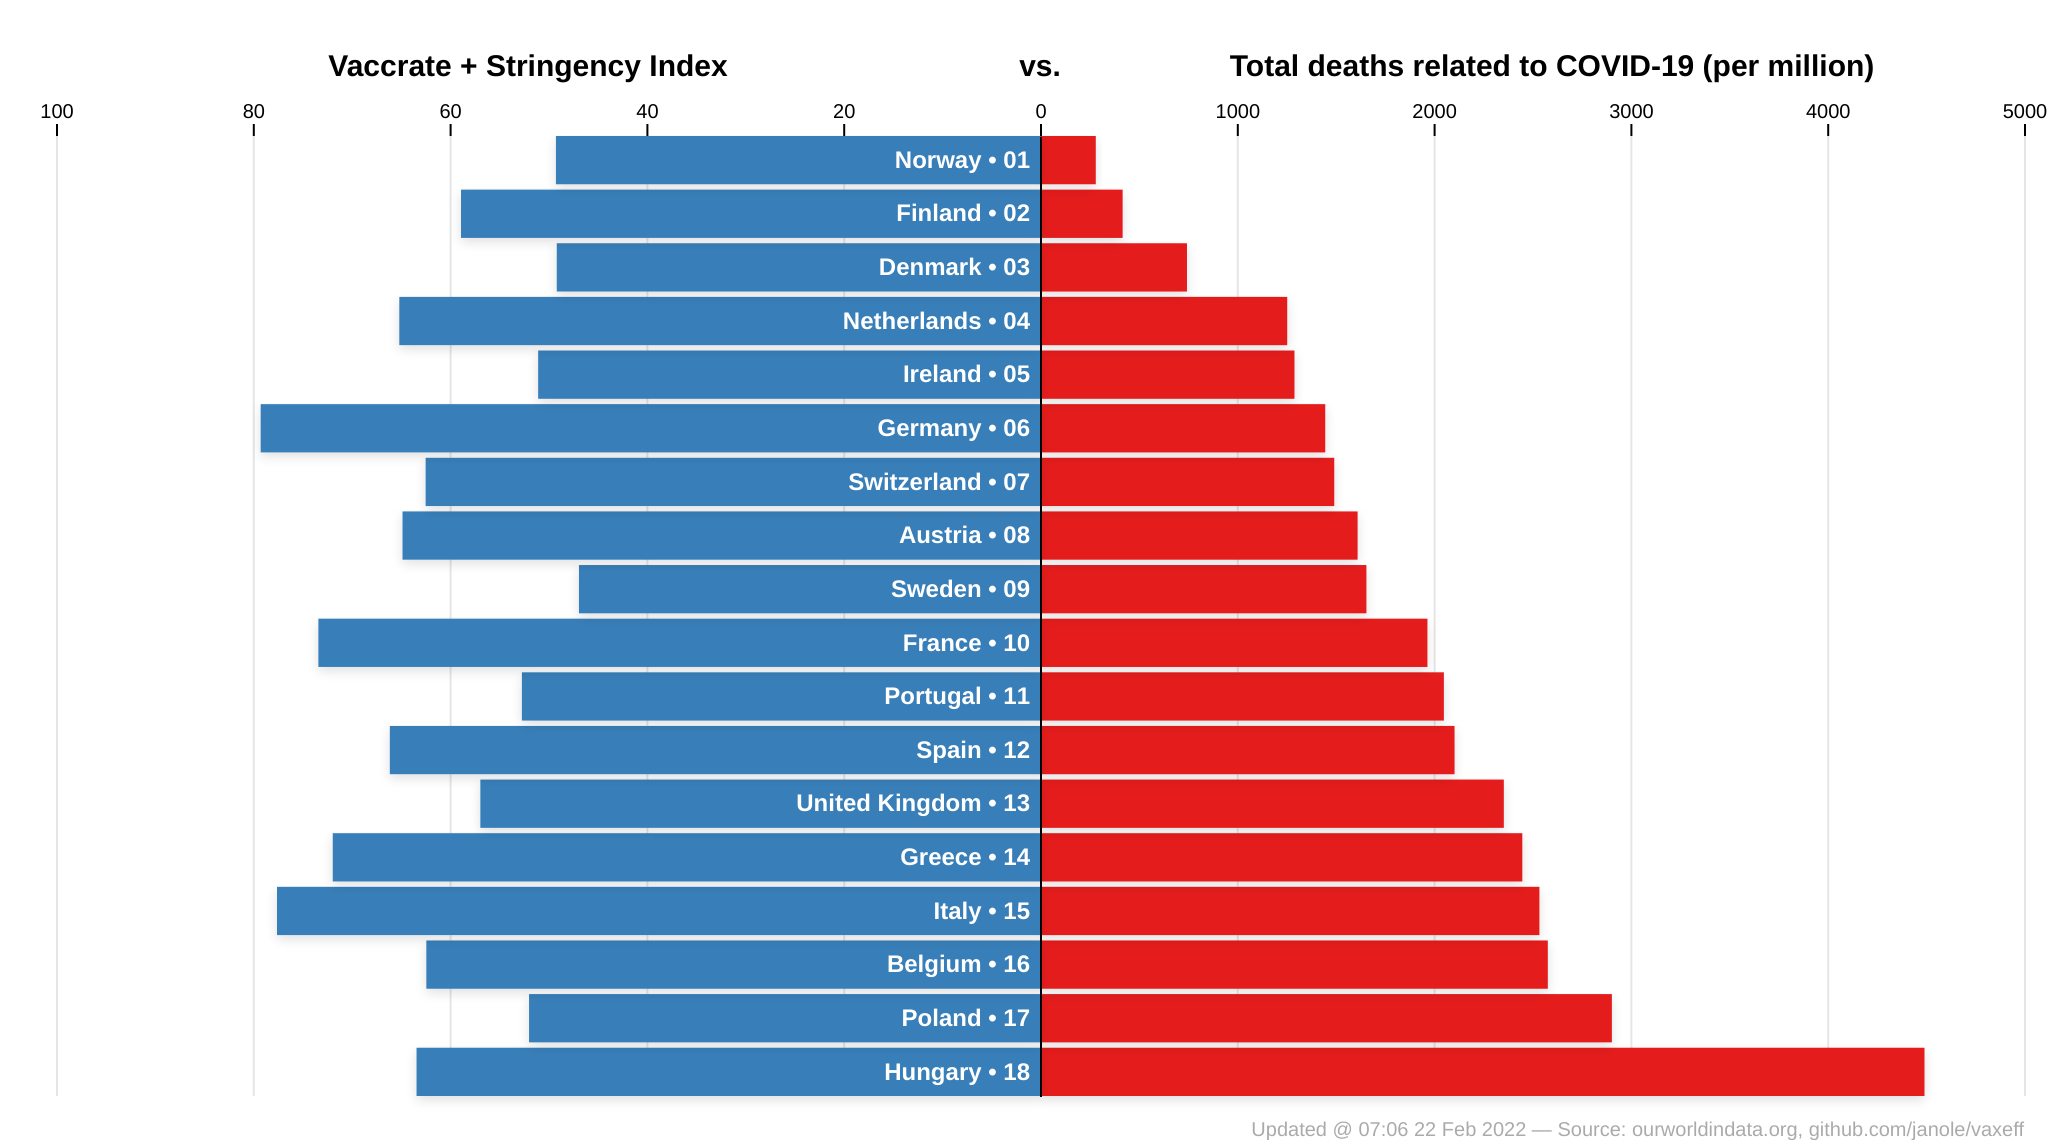 Vaccrate + Stringency Index vs. Total deaths related to COVID-19 (per million)
100 80 60 40 20 0 1000 2000 3000 4000 5000
Norway • 01
Finland • 02
Denmark • 03
Netherlands • 04
Ireland • 05
Germany • 06
Switzerland • 07
Austria • 08
Sweden • 09
France • 10
Portugal • 11
Spain • 12
United Kingdom • 13
Greece • 14
Italy • 15
Belgium • 16
Poland • 17
Hungary • 18
Updated @ 07:06 22 Feb 2022 — Source: ourworldindata.org, github.com/janole/vaxeff